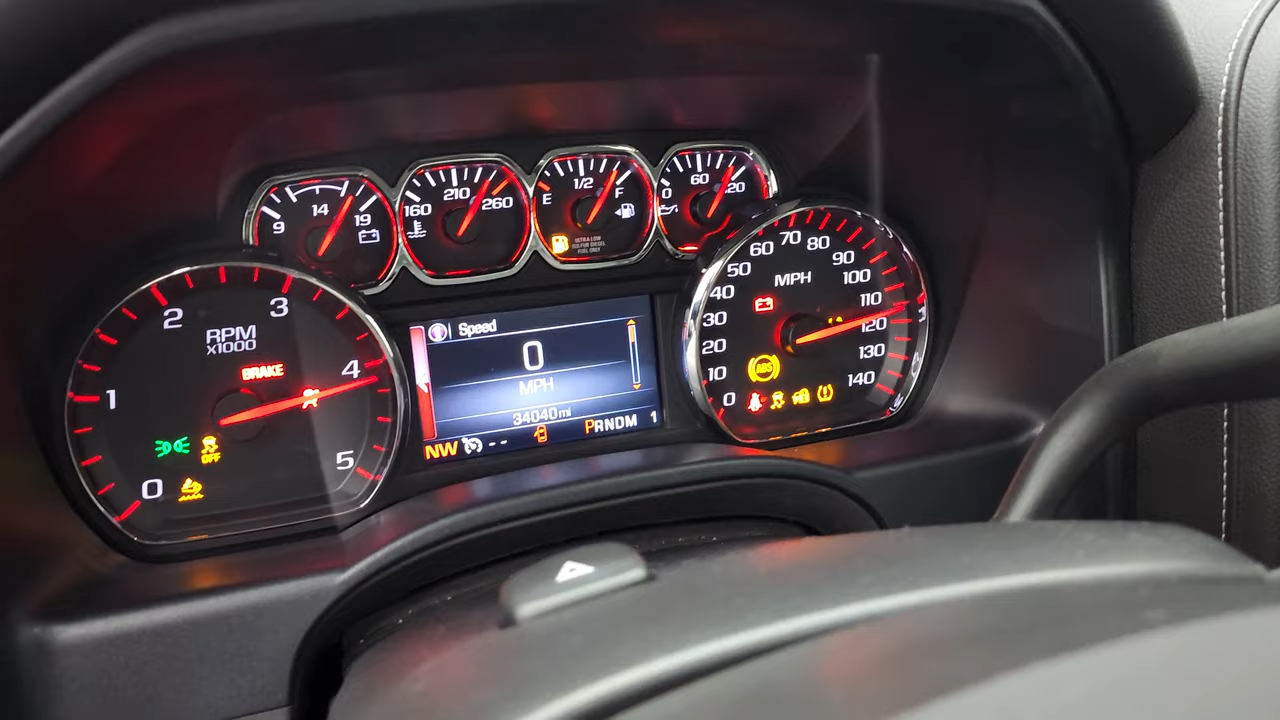 9 14 19
160 210 260
E 1/2 F
ULTRA LOW
SULFUR DIESEL
FUEL ONLY
0 60
RPM
x1000
0 1 2 3 4 5
BRAKE
OFF
Speed
0
MPH
34040 mi
NW -- PRNDM 1
MPH
0 10 20 30 40 50 60 70 80 90 100 110 120 130 140
ABS